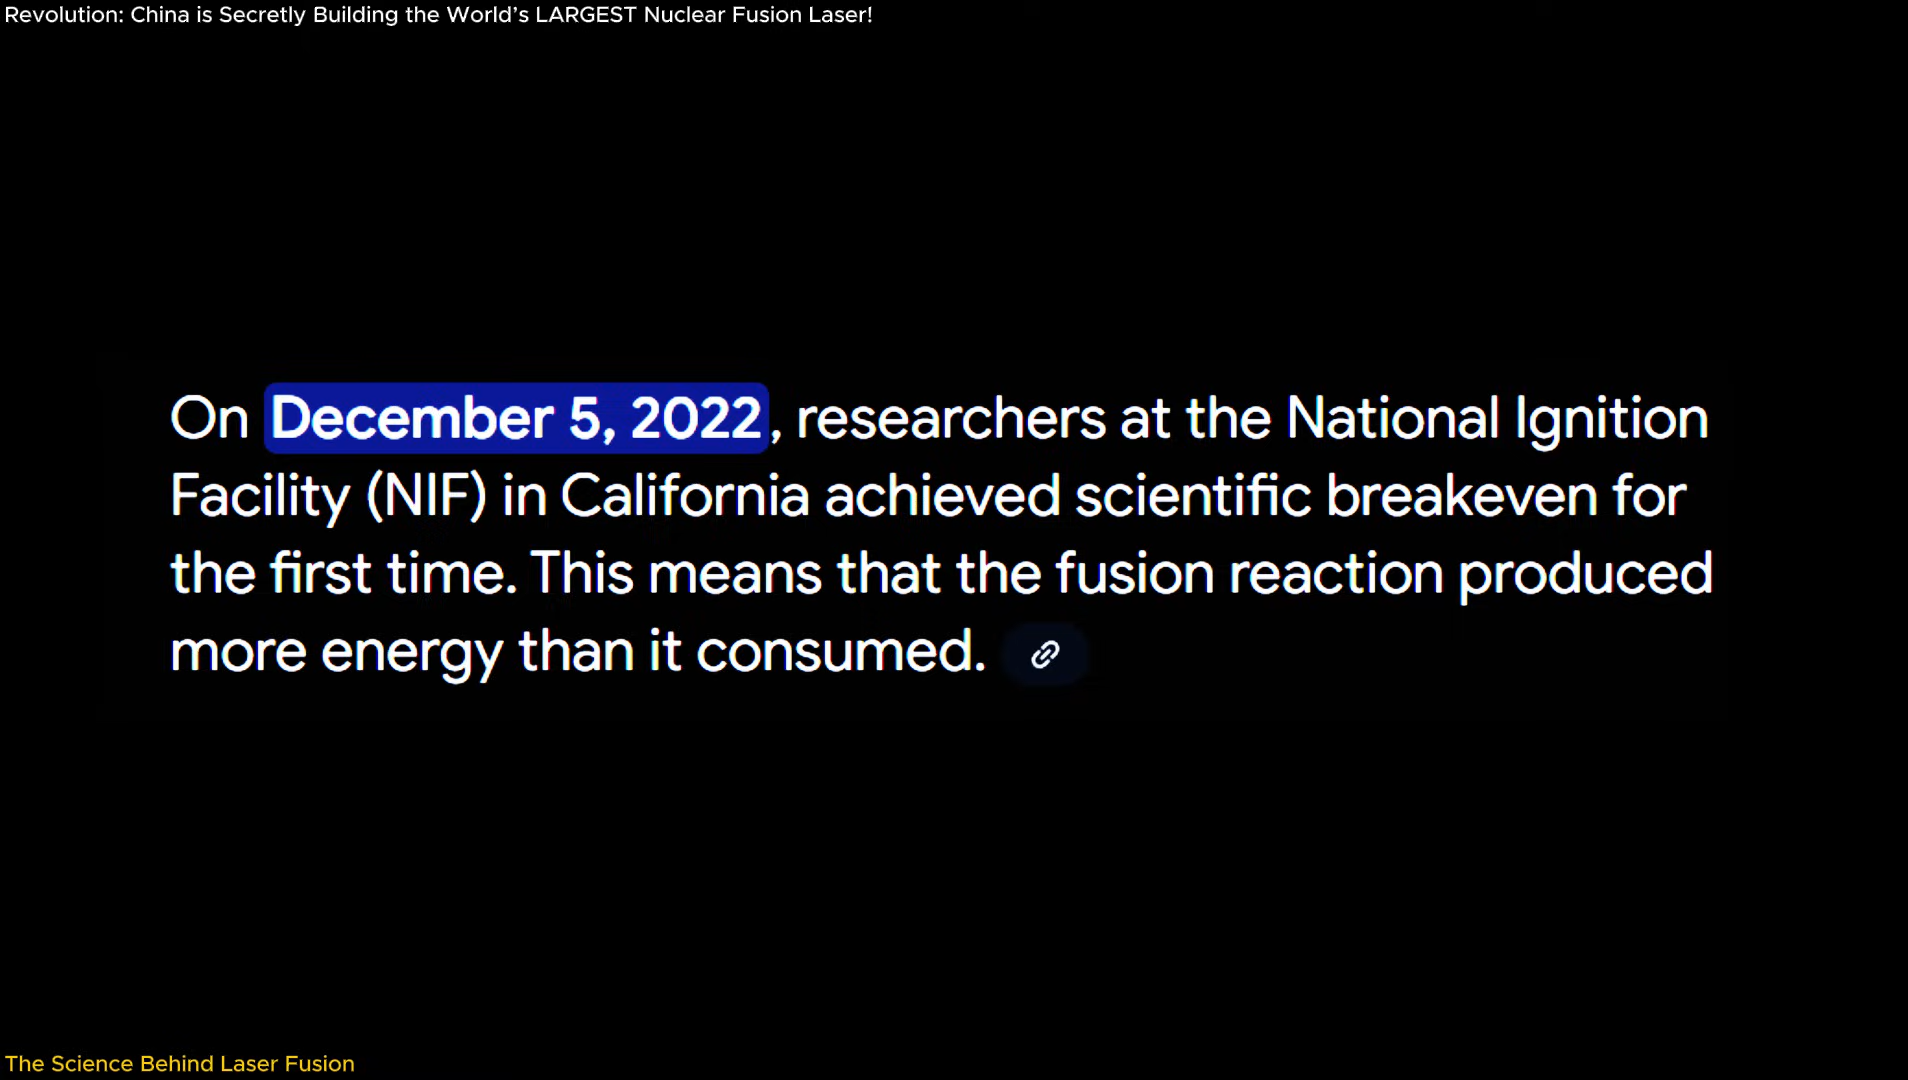 Revolution: China is Secretly Building the World’s LARGEST Nuclear Fusion Laser!
On December 5, 2022, researchers at the National Ignition
Facility (NIF) in California achieved scientific breakeven for
the first time. This means that the fusion reaction produced
more energy than it consumed.
The Science Behind Laser Fusion